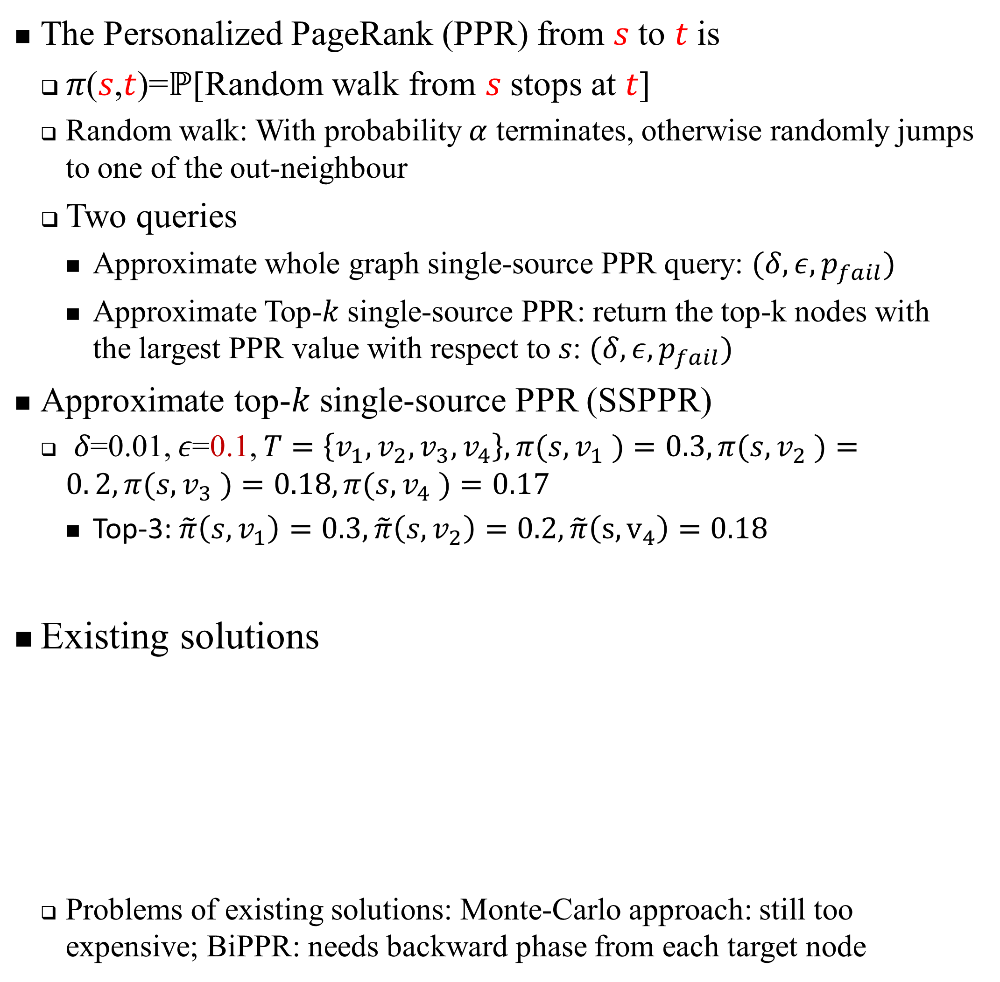 ■ The Personalized PageRank (PPR) from s to t is
❑ π(s,t)=ℙ[Random walk from s stops at t]
❑ Random walk: With probability α terminates, otherwise randomly jumps
to one of the out-neighbour
❑ Two queries
■ Approximate whole graph single-source PPR query: (δ, ϵ, p_fail)
■ Approximate Top-k single-source PPR: return the top-k nodes with
the largest PPR value with respect to s: (δ, ϵ, p_fail)
■ Approximate top-k single-source PPR (SSPPR)
❑ δ=0.01, ϵ=0.1, T = {v₁, v₂, v₃, v₄}, π(s, v₁ ) = 0.3, π(s, v₂ ) =
0. 2, π(s, v₃ ) = 0.18, π(s, v₄ ) = 0.17
■ Top-3: π̃(s, v₁) = 0.3, π̃(s, v₂) = 0.2, π̃(s, v₄) = 0.18
■ Existing solutions
❑ Problems of existing solutions: Monte-Carlo approach: still too
expensive; BiPPR: needs backward phase from each target node